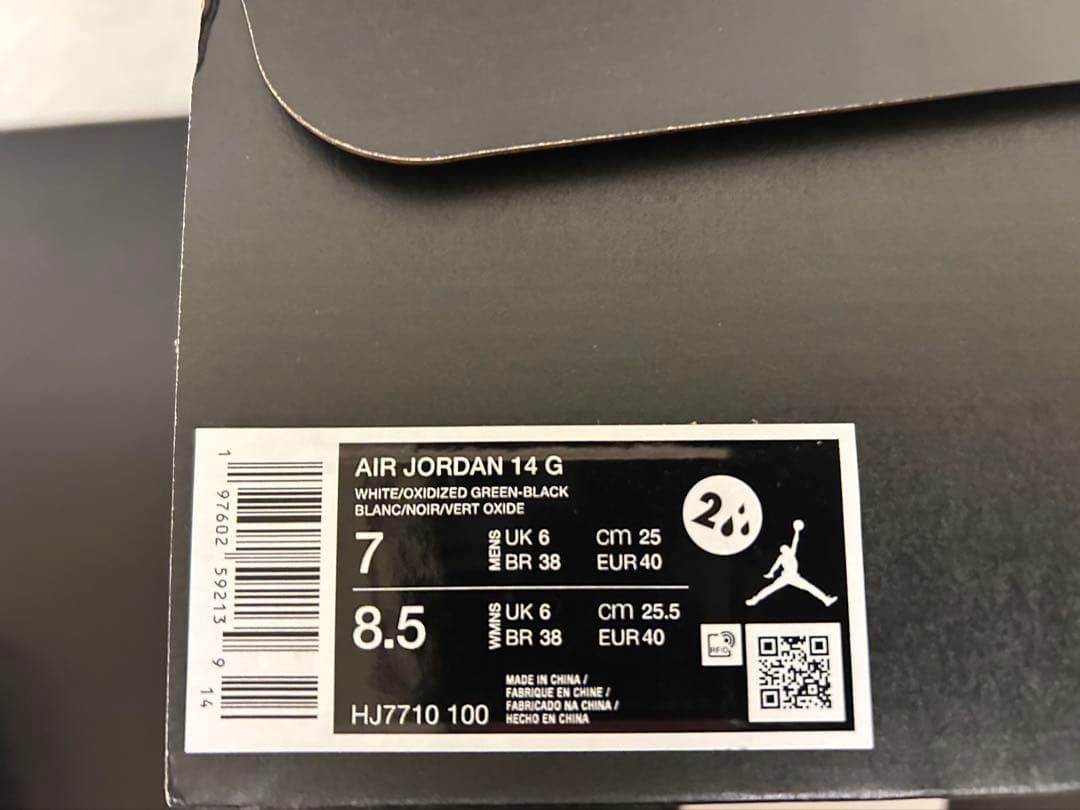 AIR JORDAN 14 G
WHITE/OXIDIZED GREEN-BLACK
BLANC/NOIR/VERT OXIDE
7
MENS
UK 6 cm 25
BR 38 EUR 40
8.5
WMNS
UK 6 cm 25.5
BR 38 EUR 40
HJ7710 100
MADE IN CHINA /
FABRIQUE EN CHINE /
FABRICADO NA CHINA /
HECHO EN CHINA
2
RFID
1 97602 59213 9 14